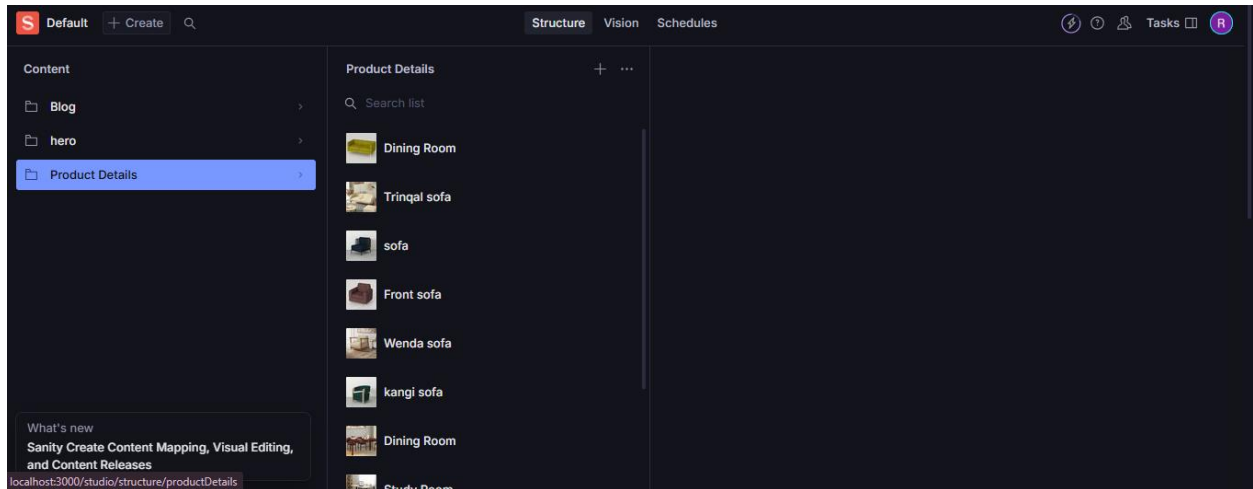 S Default + Create Structure Vision Schedules Tasks R
Content
Blog
hero
Product Details
What's new
Sanity Create Content Mapping, Visual Editing,
and Content Releases
localhost:3000/studio/structure/productDetails
Product Details
Search list
Dining Room
Trinqal sofa
sofa
Front sofa
Wenda sofa
kangi sofa
Dining Room
Study Room